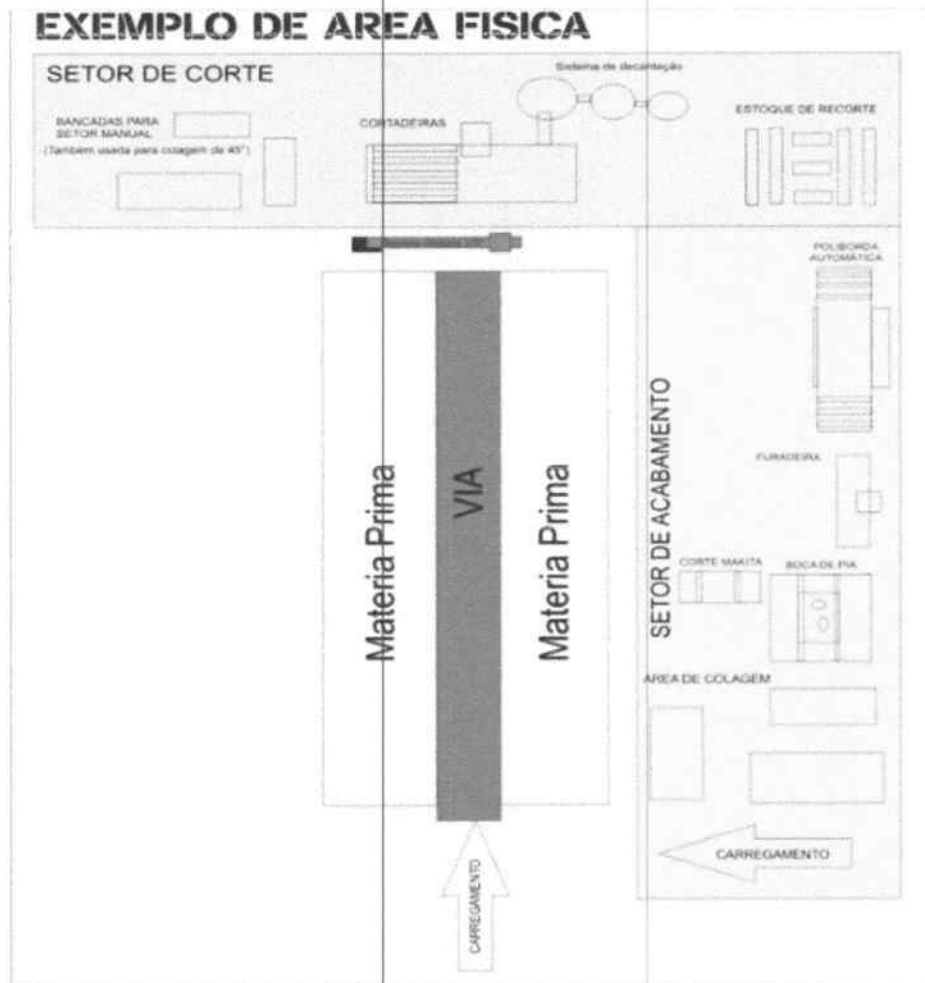 EXEMPLO DE AREA FISICA
SETOR DE CORTE
Sistema de decantação
BANCADAS PARA
SETOR MANUAL
(Também usada para colagem de 45°)
CORTADEIRAS
ESTOQUE DE RECORTE
POLIBORDA
AUTOMÁTICA
Materia Prima
VIA
Materia Prima
SETOR DE ACABAMENTO
FURADEIRA
CORTE MAKITA
BOCA DE PIA
AREA DE COLAGEM
CARREGAMENTO
CARREGAMENTO